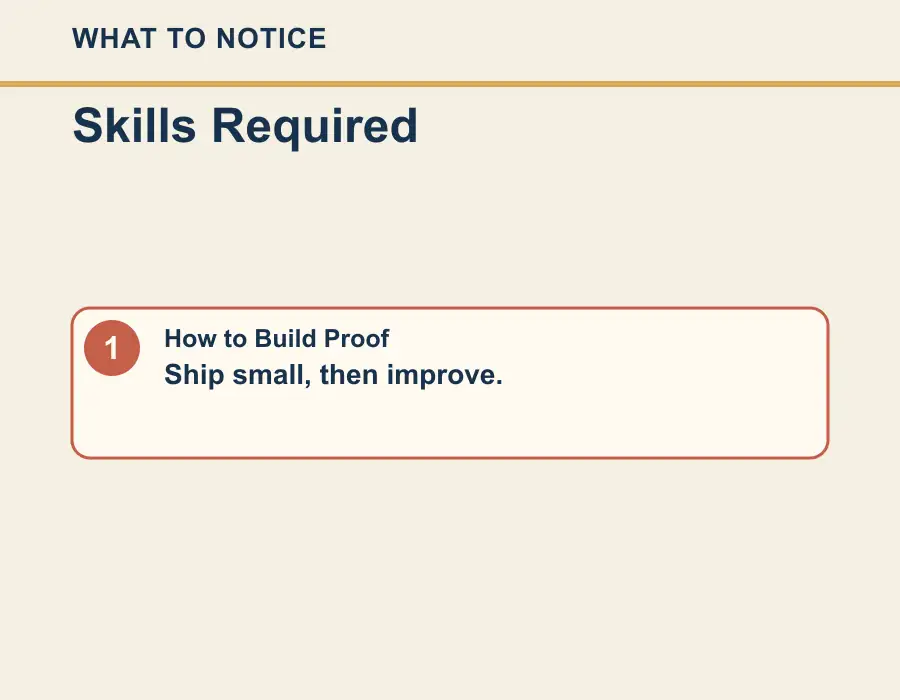 WHAT TO NOTICE
Skills Required
1
How to Build Proof
Ship small, then improve.